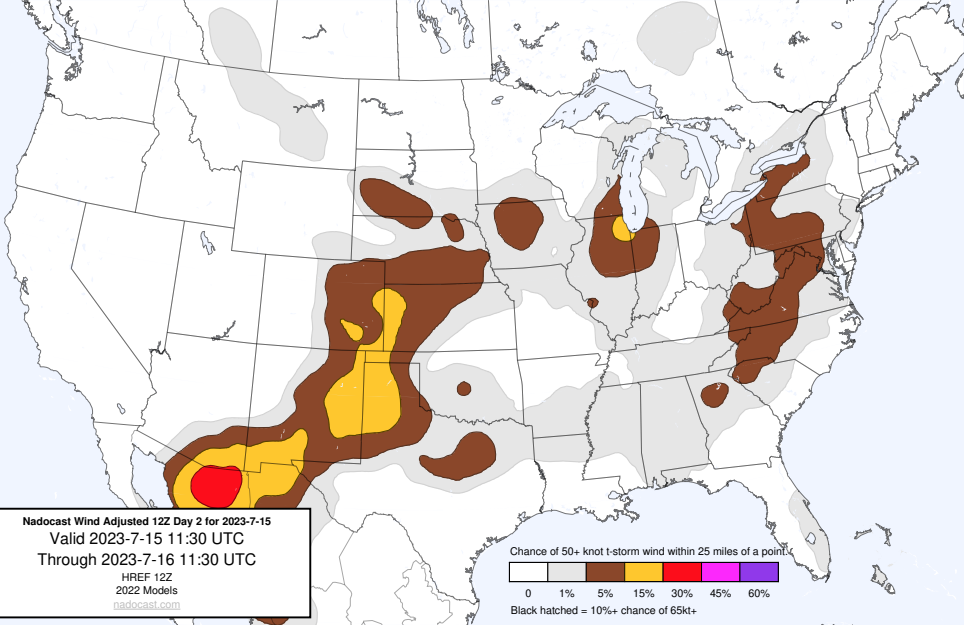 Nadocast Wind Adjusted 12Z Day 2 for 2023-7-15
Valid 2023-7-15 11:30 UTC
Through 2023-7-16 11:30 UTC
HREF 12Z
2022 Models
nadocast.com
Chance of 50+ knot t-storm wind within 25 miles of a point.
0 1% 5% 15% 30% 45% 60%
Black hatched = 10%+ chance of 65kt+